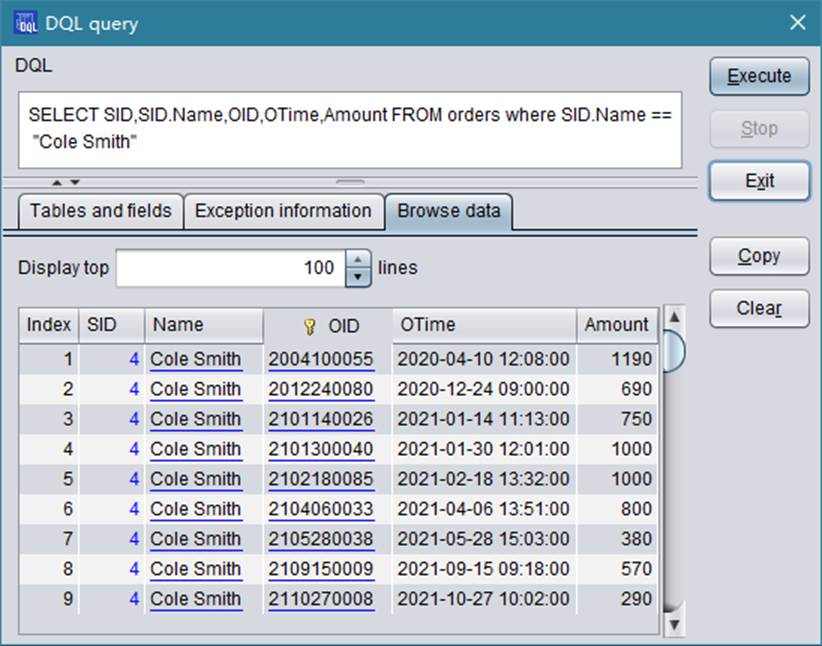 DQL DQL query
DQL
SELECT SID,SID.Name,OID,OTime,Amount FROM orders where SID.Name ==
"Cole Smith"
Execute
Stop
Exit
Copy
Clear
Tables and fields Exception information Browse data
Display top 100 lines
Index SID Name OID OTime Amount
1 4 Cole Smith 2004100055 2020-04-10 12:08:00 1190
2 4 Cole Smith 2012240080 2020-12-24 09:00:00 690
3 4 Cole Smith 2101140026 2021-01-14 11:13:00 750
4 4 Cole Smith 2101300040 2021-01-30 12:01:00 1000
5 4 Cole Smith 2102180085 2021-02-18 13:32:00 1000
6 4 Cole Smith 2104060033 2021-04-06 13:51:00 800
7 4 Cole Smith 2105280038 2021-05-28 15:03:00 380
8 4 Cole Smith 2109150009 2021-09-15 09:18:00 570
9 4 Cole Smith 2110270008 2021-10-27 10:02:00 290